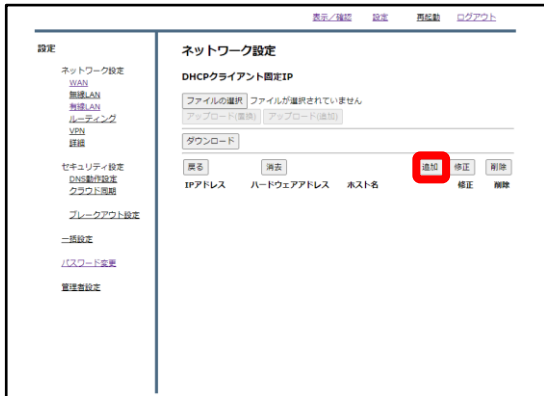 表示/確認 設定 再起動 ログアウト
設定
ネットワーク設定
WAN
無線LAN
有線LAN
ルーティング
VPN
詳細
セキュリティ設定
DNS動作設定
クラウド同期
ブレークアウト設定
一括設定
パスワード変更
管理者設定
ネットワーク設定
DHCPクライアント固定IP
ファイルの選択 ファイルが選択されていません
アップロード(置換) アップロード(追加)
ダウンロード
戻る 消去 追加 修正 削除
IPアドレス ハードウェアアドレス ホスト名 修正 削除